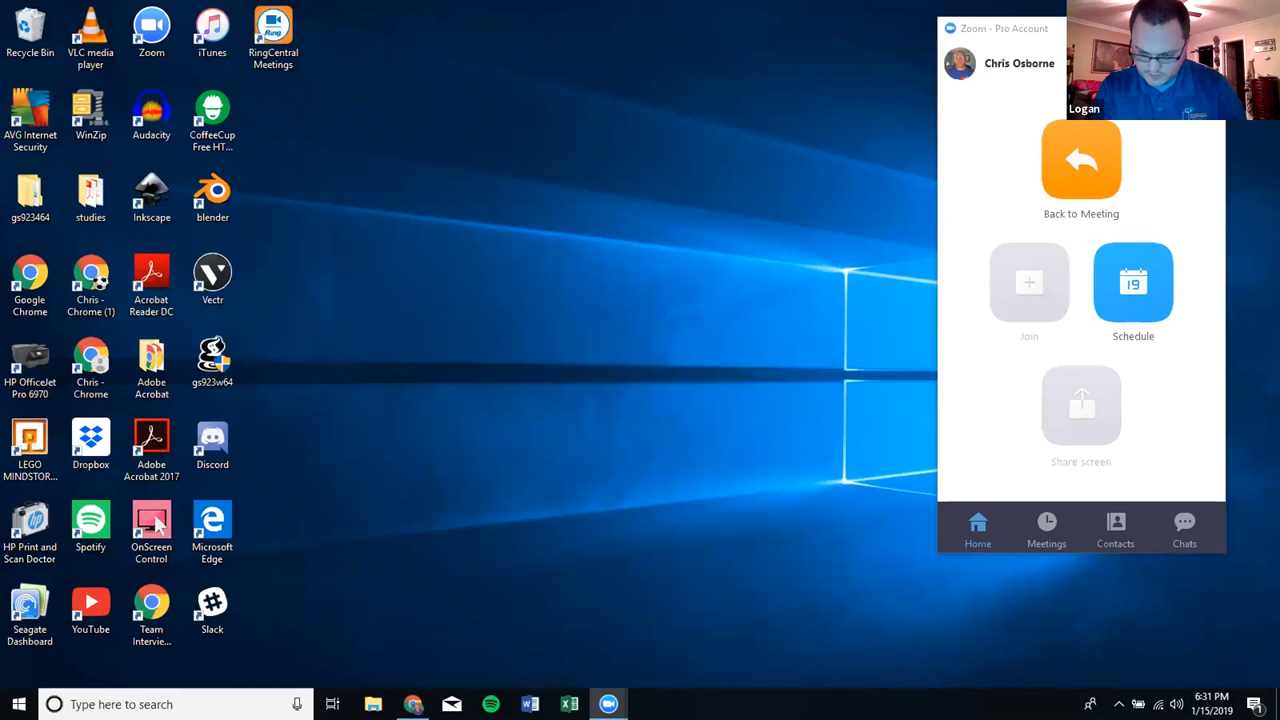 Recycle Bin
VLC media
player
Zoom
iTunes
Ring
RingCentral
Meetings
AVG Internet
Security
WinZip
Audacity
CoffeeCup
Free HT...
gs923464
studies
Inkscape
blender
Google
Chrome
Chris -
Chrome (1)
Acrobat
Reader DC
Vectr
HP OfficeJet
Pro 6970
Chris -
Chrome
Adobe
Acrobat
gs923w64
LEGO
MINDSTOR...
Dropbox
Adobe
Acrobat 2017
Discord
HP Print and
Scan Doctor
Spotify
OnScreen
Control
Microsoft
Edge
Seagate
Dashboard
YouTube
Team
Intervie...
Slack
Zoom - Pro Account
Chris Osborne
Logan
Back to Meeting
Join
19
Schedule
Share screen
Home
Meetings
Contacts
Chats
Type here to search
6:31 PM
1/15/2019
1